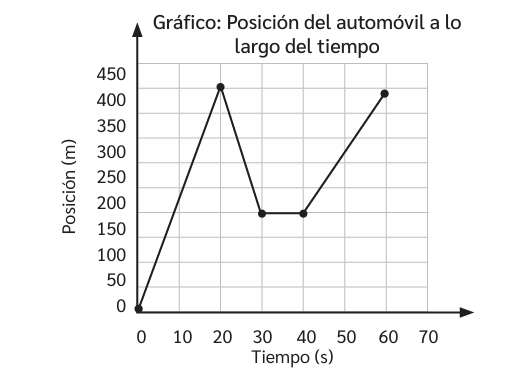 Gráfico: Posición del automóvil a lo
largo del tiempo
Posición (m)
450
400
350
300
250
200
150
100
50
0
0 10 20 30 40 50 60 70
Tiempo (s)